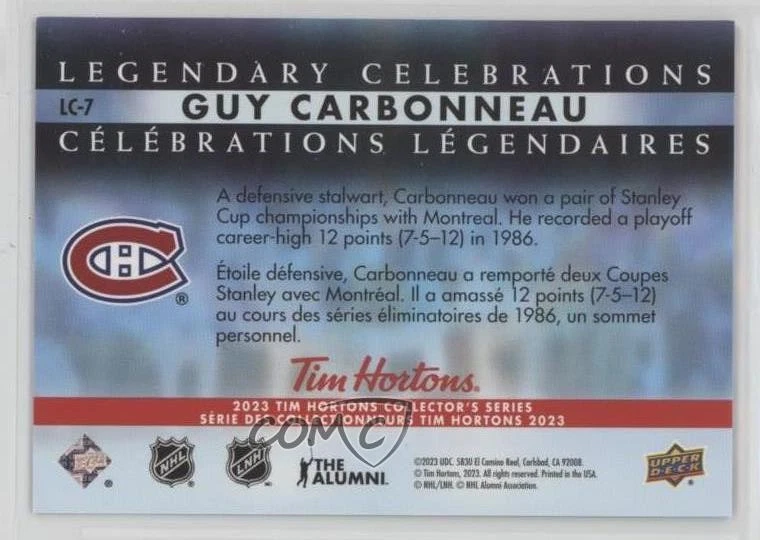 LEGENDARY CELEBRATIONS
LC-7 GUY CARBONNEAU
CÉLÉBRATIONS LÉGENDAIRES
A defensive stalwart, Carbonneau won a pair of Stanley
Cup championships with Montreal. He recorded a playoff
career-high 12 points (7-5–12) in 1986.
Étoile défensive, Carbonneau a remporté deux Coupes
Stanley avec Montréal. Il a amassé 12 points (7-5–12)
au cours des séries éliminatoires de 1986, un sommet
personnel.
CH ®
Tim Hortons®
2023 TIM HORTONS COLLECTOR'S SERIES
SÉRIE DES COLLECTIONNEURS TIM HORTONS 2023
COMC
® NHL LNH THE ALUMNI
©2023 UDC. 5830 El Camino Real, Carlsbad, CA 92008.
© Tim Hortons, 2023. All rights reserved. Printed in the USA.
© NHL/LNH. © NHL Alumni Association.
UPPER DECK ®